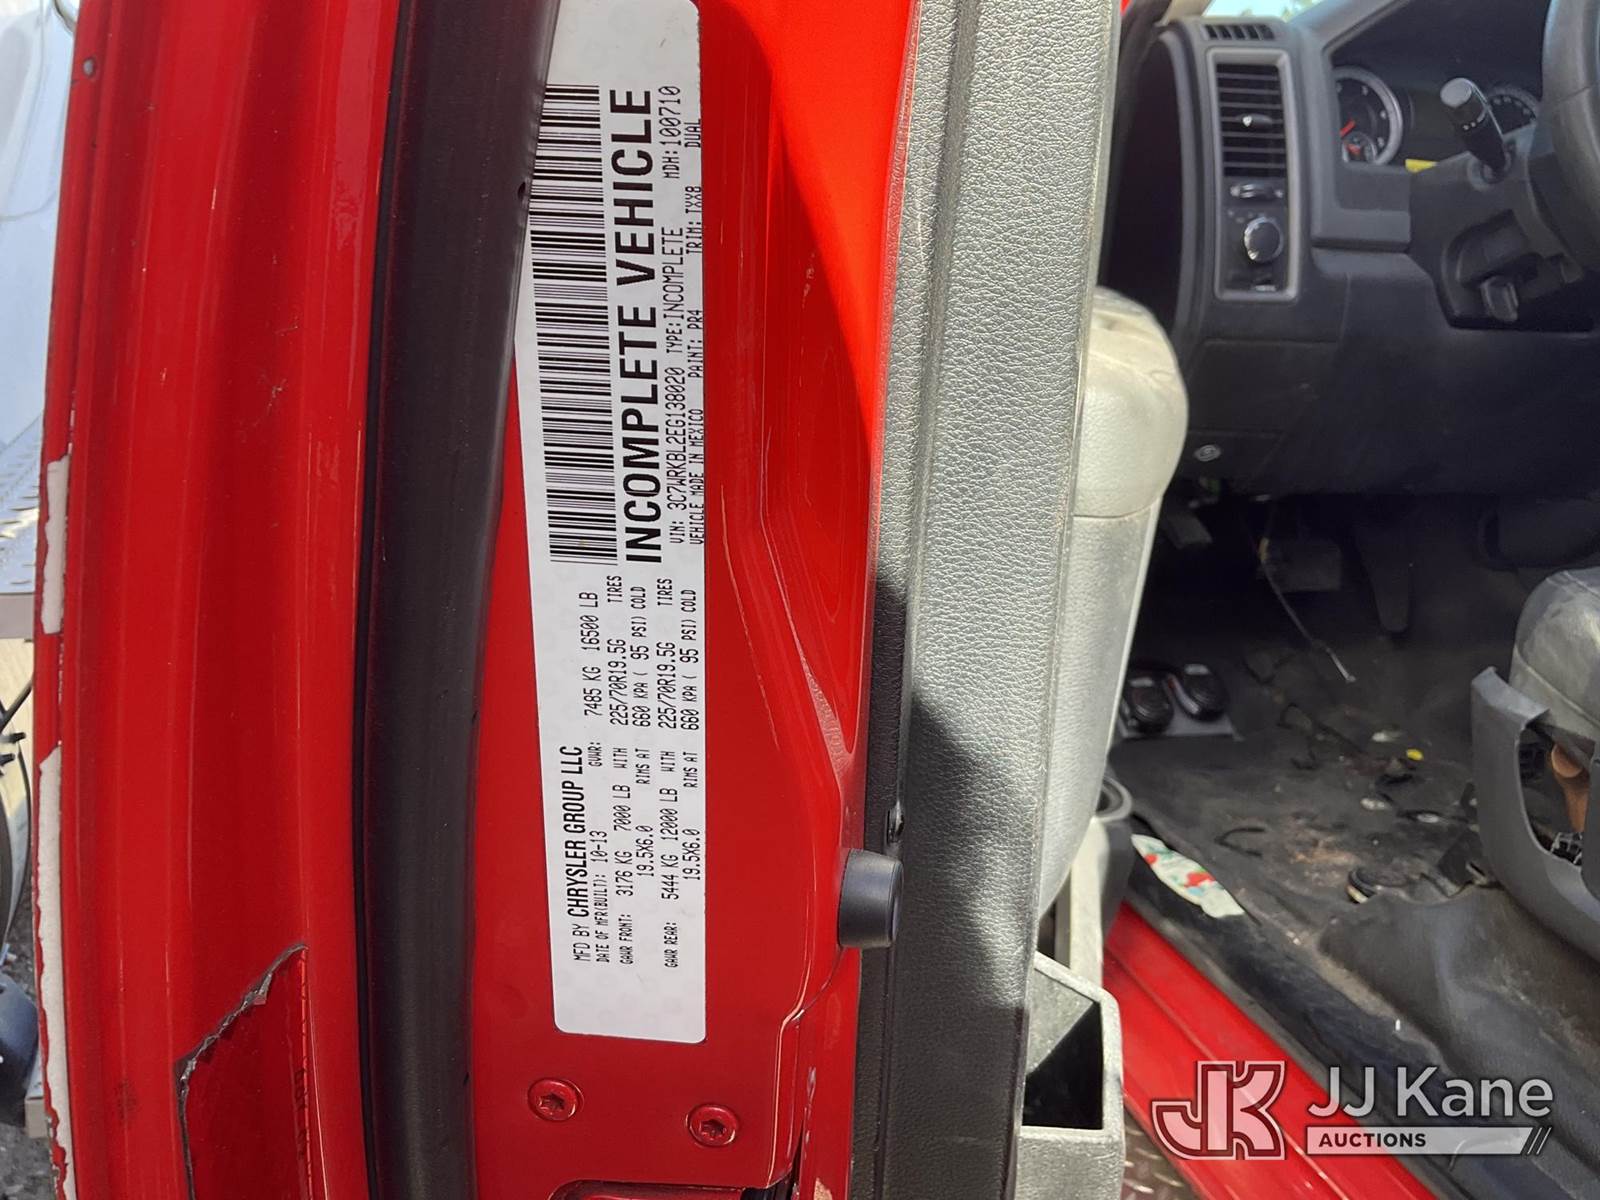 MFD BY CHRYSLER GROUP LLC
DATE OF MFR(BUILT): 10-13 GVWR: 7485 KG 16500 LB
GAWR FRONT: 3176 KG 7000 LB WITH 225/70R19.5G TIRES
19.5X6.0 RIMS AT 660 KPA ( 95 PSI) COLD
GAWR REAR: 5444 KG 12000 LB WITH 225/70R19.5G TIRES
19.5X6.0 RIMS AT 660 KPA ( 95 PSI) COLD
INCOMPLETE VEHICLE
VIN: 3C7WRKBL2EG138020 TYPE:INCOMPLETE MDH:100710
VEHICLE MADE IN MEXICO PAINT: PR4 TRIM: TXX8 DUAL
JK JJ Kane
AUCTIONS